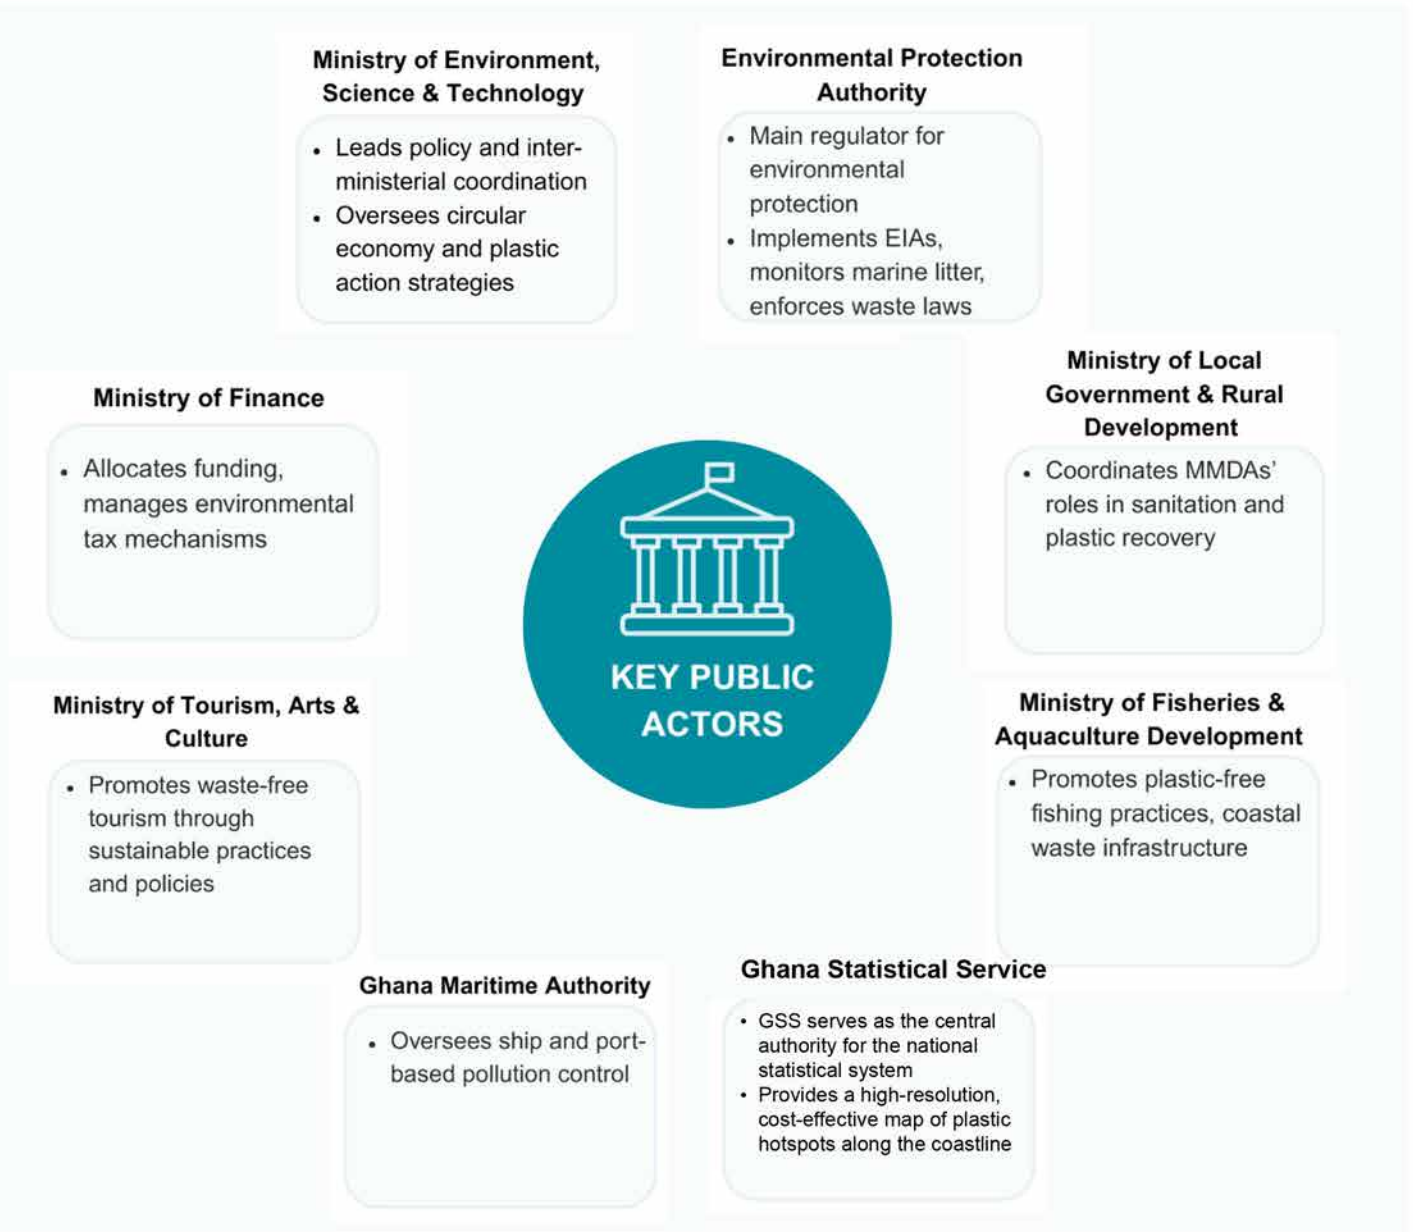 Ministry of Environment,
Science & Technology
• Leads policy and inter-
ministerial coordination
• Oversees circular
economy and plastic
action strategies
Environmental Protection
Authority
• Main regulator for
environmental
protection
• Implements EIAs,
monitors marine litter,
enforces waste laws
Ministry of Finance
• Allocates funding,
manages environmental
tax mechanisms
Ministry of Local
Government & Rural
Development
• Coordinates MMDAs’
roles in sanitation and
plastic recovery
KEY PUBLIC
ACTORS
Ministry of Tourism, Arts &
Culture
• Promotes waste-free
tourism through
sustainable practices
and policies
Ministry of Fisheries &
Aquaculture Development
• Promotes plastic-free
fishing practices, coastal
waste infrastructure
Ghana Maritime Authority
• Oversees ship and port-
based pollution control
Ghana Statistical Service
• GSS serves as the central
authority for the national
statistical system
• Provides a high-resolution,
cost-effective map of plastic
hotspots along the coastline